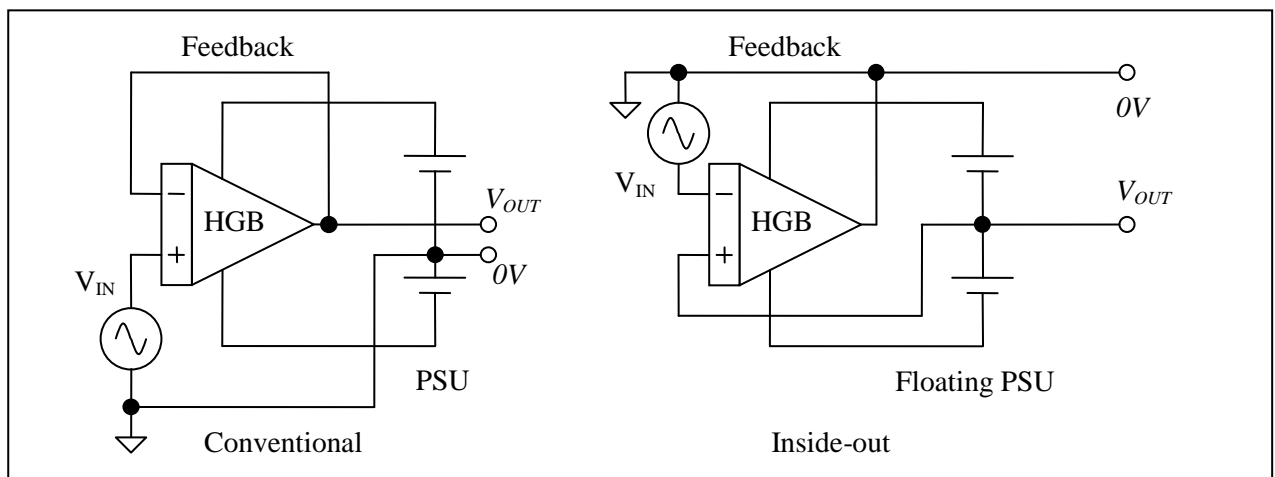 Feedback
HGB
V_OUT
0V
V_IN
PSU
Conventional
Feedback
0V
V_IN
HGB
V_OUT
Floating PSU
Inside-out